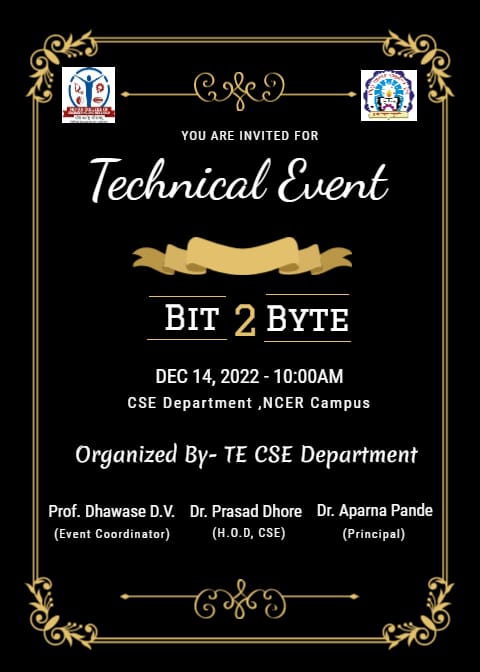 YOU ARE INVITED FOR
Technical Event
BIT 2 BYTE
DEC 14, 2022 - 10:00AM
CSE Department ,NCER Campus
Organized By- TE CSE Department
Prof. Dhawase D.V. Dr. Prasad Dhore Dr. Aparna Pande
(Event Coordinator) (H.O.D, CSE) (Principal)